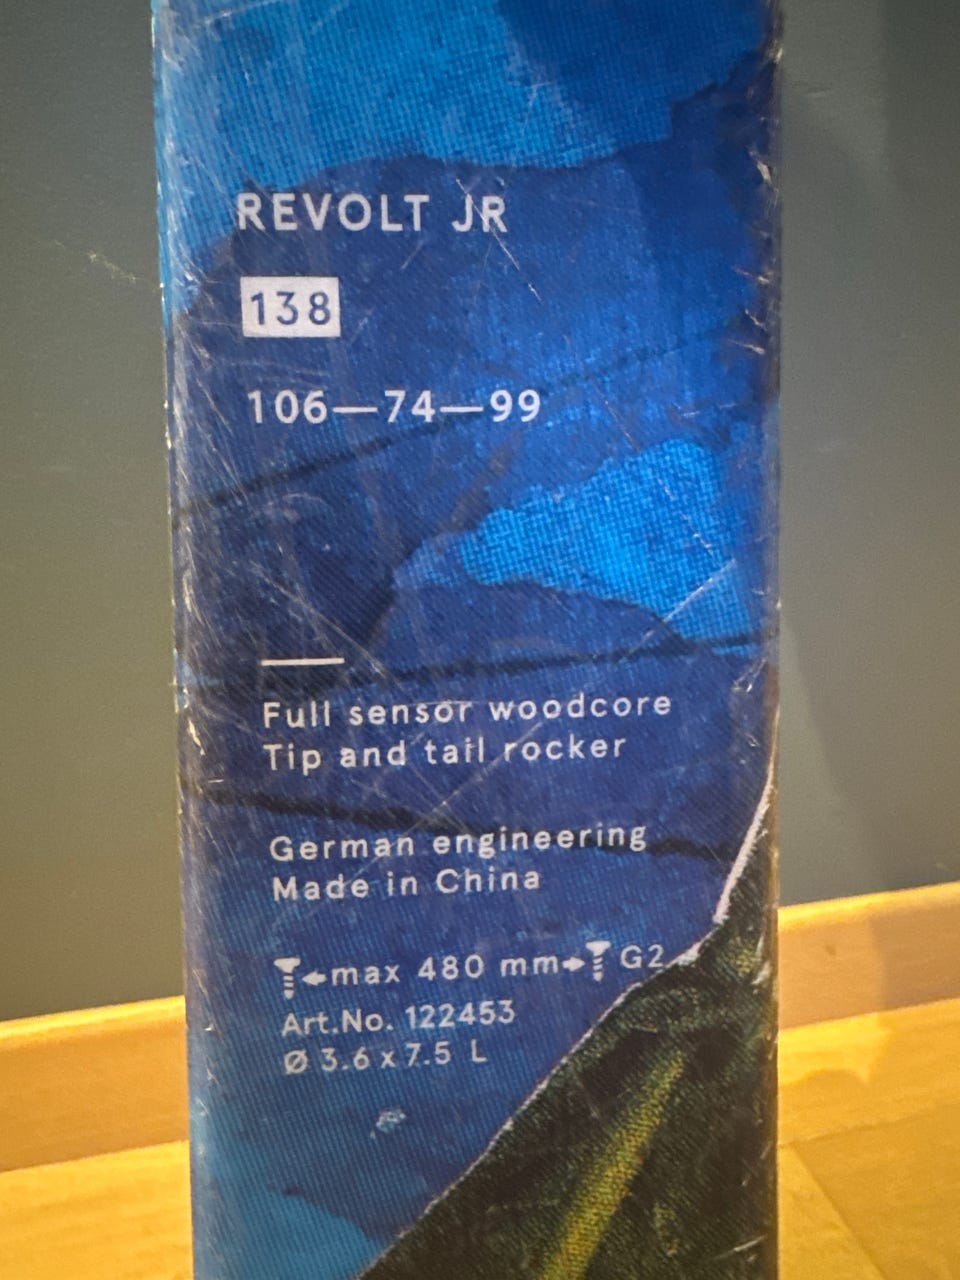 REVOLT JR
138
106—74—99
Full sensor woodcore
Tip and tail rocker
German engineering
Made in China
max 480 mm G2
Art.No. 122453
Ø 3.6 x 7.5 L